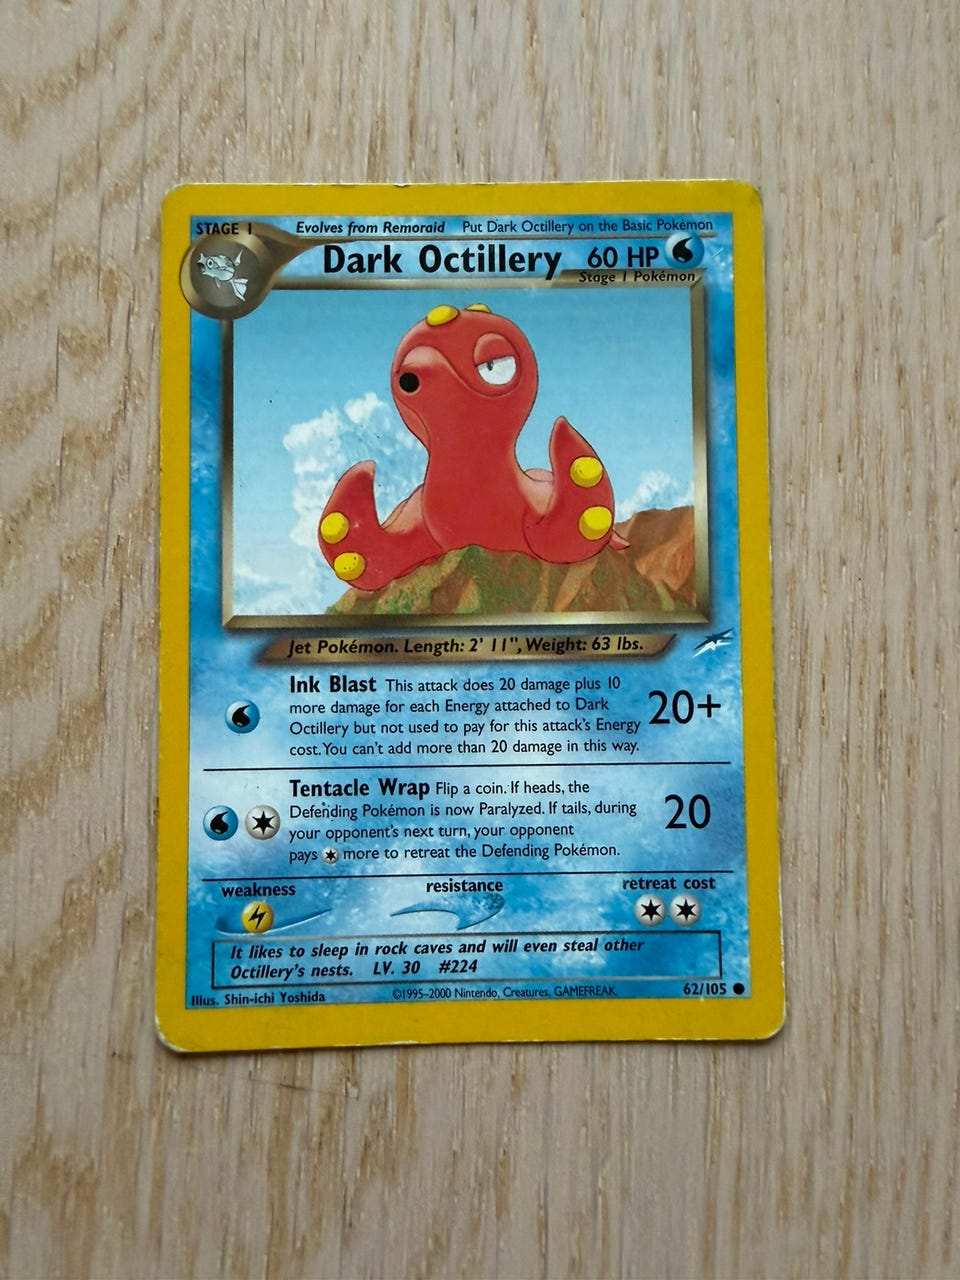 STAGE 1 Evolves from Remoraid Put Dark Octillery on the Basic Pokémon
Dark Octillery 60 HP
Stage 1 Pokémon
Jet Pokémon. Length: 2' 11", Weight: 63 lbs.
Ink Blast This attack does 20 damage plus 10
more damage for each Energy attached to Dark
Octillery but not used to pay for this attack's Energy
cost. You can't add more than 20 damage in this way.
20+
Tentacle Wrap Flip a coin. If heads, the
Defending Pokémon is now Paralyzed. If tails, during
your opponent's next turn, your opponent
pays more to retreat the Defending Pokémon.
20
weakness resistance retreat cost
It likes to sleep in rock caves and will even steal other
Octillery's nests. LV. 30 #224
Illus. Shin-ichi Yoshida ©1995–2000 Nintendo, Creatures, GAMEFREAK. 62/105